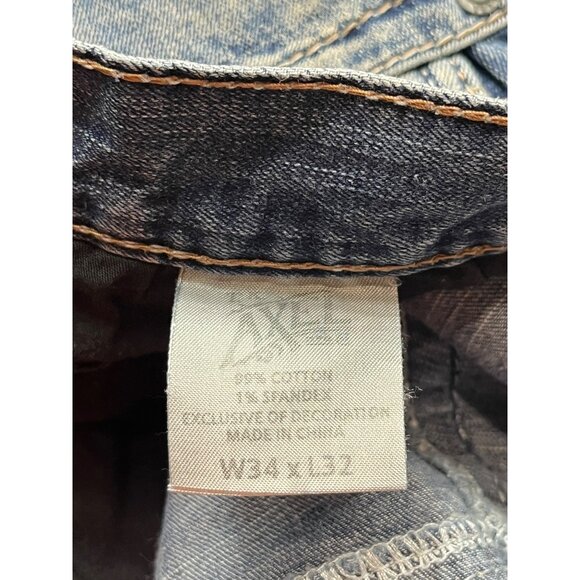 AXEL
99% COTTON
1% SPANDEX
EXCLUSIVE OF DECORATION
MADE IN CHINA
W34 x L32